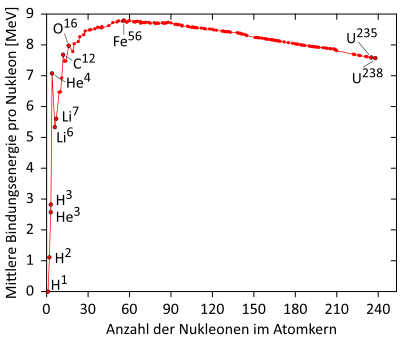 Mittlere Bindungsenergie pro Nukleon [MeV]
9
8
7
6
5
4
3
2
1
0
O¹⁶
C¹²
He⁴
Li⁷
Li⁶
H³
He³
H²
H¹
Fe⁵⁶
U²³⁵
U²³⁸
0 30 60 90 120 150 180 210 240
Anzahl der Nukleonen im Atomkern